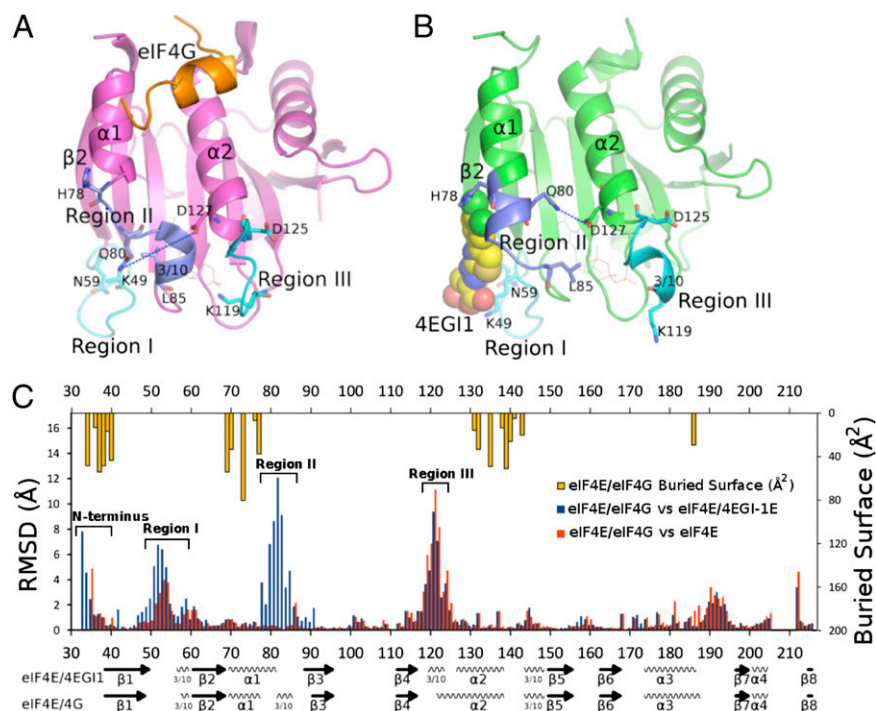 A
eIF4G
α1
α2
β2
H78
Region II
D127
D125
Q80
3/10
N59
K49
L85
Region III
K119
Region I
B
α1
α2
β2
H78
Q80
Region II
D127
D125
3/10
N59
L85
Region III
4EGI1
K49
K119
Region I
C
30 40 50 60 70 80 90 100 110 120 130 140 150 160 170 180 190 200 210
RMSD (Å)
16
14
12
10
8
6
4
2
0
0
40
80
120
160
200
Buried Surface (Å²)
N-terminus
Region I
Region II
Region III
eIF4E/eIF4G Buried Surface (Å²)
eIF4E/eIF4G vs eIF4E/4EGI-1E
eIF4E/eIF4G vs eIF4E
30 40 50 60 70 80 90 100 110 120 130 140 150 160 170 180 190 200 210
eIF4E/4EGI1
β1 3/10 β2 α1 β3 β4 3/10 α2 3/10 β5 β6 α3 β7 α4 β8
eIF4E/4G
β1 3/10 β2 α1 3/10 β3 β4 α2 3/10 β5 β6 α3 β7 α4 β8